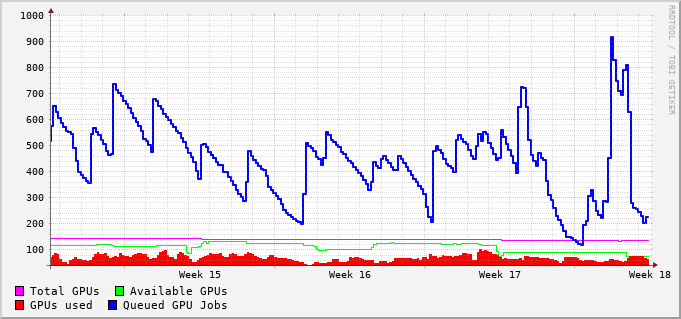 1000
900
800
700
600
500
400
300
200
100
Week 15 Week 16 Week 17 Week 18
Total GPUs Available GPUs
GPUs used Queued GPU Jobs
RRDTOOL / TOBI OETIKER